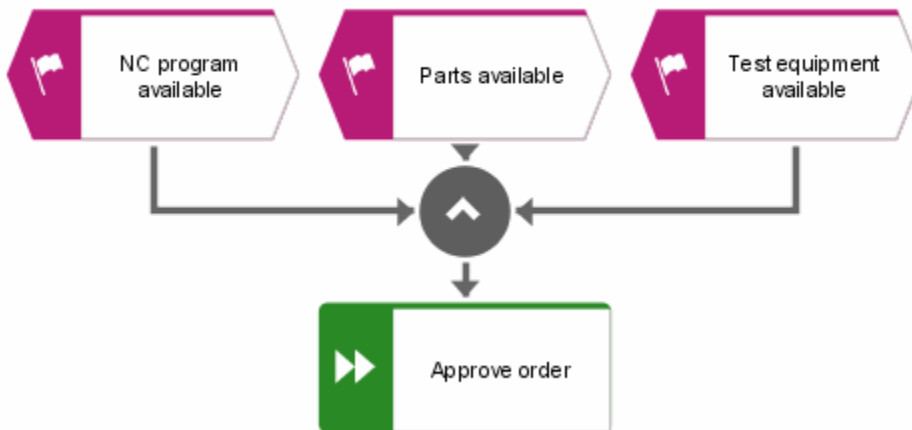 NC program
available
Parts available
Test equipment
available
Approve order